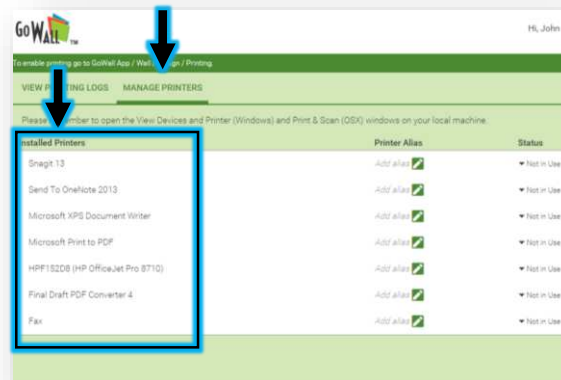 GoWALL TM
Hi, John
To enable printing go to GoWall App / Wall Design / Printing.
VIEW PRINTING LOGS MANAGE PRINTERS
Please remember to open the View Devices and Printer (Windows) and Print & Scan (OSX) windows on your local machine.
Installed Printers Printer Alias Status
Snagit 13 Add alias Not in Use
Send To OneNote 2013 Add alias Not in Use
Microsoft XPS Document Writer Add alias Not in Use
Microsoft Print to PDF Add alias Not in Use
HPF152D8 (HP OfficeJet Pro 8710) Add alias Not in Use
Final Draft PDF Converter 4 Add alias Not in Use
Fax Add alias Not in Use